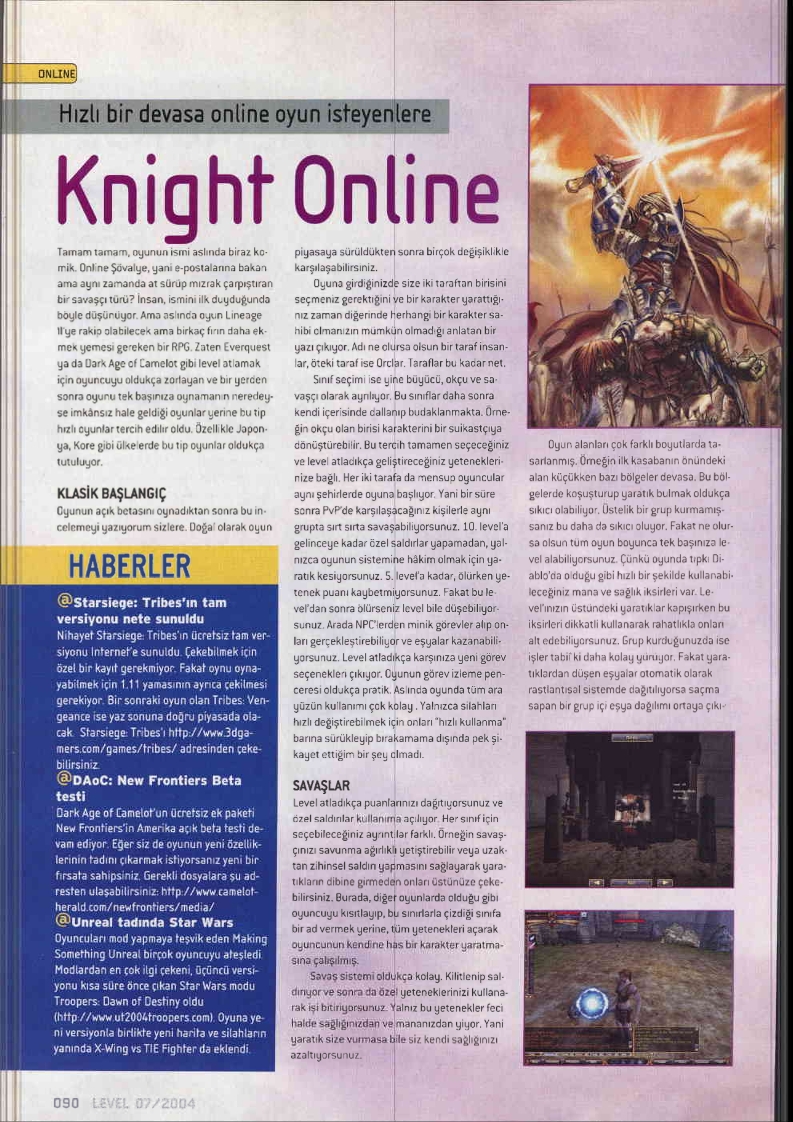 ONLINE
Hızlı bir devasa online oyun isteyenlere
Knight Online
Tamam tamam, oyunun ismi aslında biraz ko-
mik. Online Şövalye, yani e-postalarına bakan
ama aynı zamanda at sürüp mızrak çarpıştıran
bir savaşçı türü? İnsan, ismini ilk duyduğunda
böyle düşünüyor. Ama aslında oyun Lineage
II'ye rakip olabilecek ama birkaç fırın daha ek-
mek yemesi gereken bir RPG. Zaten Everquest
ya da Dark Age of Camelot gibi level atlamak
için oyuncuyu oldukça zorlayan ve bir yerden
sonra oyunu tek başınıza oynamanın neredey-
se imkânsız hale geldiği oyunlar yerine bu tip
hızlı oyunlar tercih edilir oldu. Özellikle Japon-
ya, Kore gibi ülkelerde bu tip oyunlar oldukça
tutuluyor.
KLASİK BAŞLANGIÇ
Oyunun açık betasını oynadıktan sonra bu in-
celemeyi yazıyorum sizlere. Doğal olarak oyun
HABERLER
@Starsiege: Tribes'ın tam
versiyonu nete sunuldu
Nihayet Starsiege: Tribes'ın ücretsiz tam ver-
siyonu Internet'e sunuldu. Çekebilmek için
özel bir kayıt gerekmiyor. Fakat oynu oyna-
yabilmek için 1.11 yamasının ayrıca çekilmesi
gerekiyor. Bir sonraki oyun olan Tribes: Ven-
geance ise yaz sonuna doğru piyasada ola-
cak. Starsiege: Tribes'ı http://www.3dga-
mers.com/games/tribes/ adresinden çeke-
bilirsiniz.
@DAoC: New Frontiers Beta
testi
Dark Age of Camelot'un ücretsiz ek paketi
New Frontiers'in Amerika açık beta testi de-
vam ediyor. Eğer siz de oyunun yeni özellik-
lerinin tadını çıkarmak istiyorsanız yeni bir
fırsata sahipsiniz. Gerekli dosyalara şu ad-
resten ulaşabilirsiniz: http://www.camelot-
herald.com/newfrontiers/media/
@Unreal tadında Star Wars
Oyuncuları mod yapmaya teşvik eden Making
Something Unreal birçok oyuncuyu ateşledi.
Modlardan en çok ilgi çekeni, üçüncü versi-
yonu kısa süre önce çıkan Star Wars modu
Troopers: Dawn of Destiny oldu
(http://www.ut2004troopers.com). Oyuna ye-
ni versiyonla birlikte yeni harita ve silahların
yanında X-Wing vs TIE Fighter da eklendi.
piyasaya sürüldükten sonra birçok değişiklikle
karşılaşabilirsiniz.
Oyuna girdiğinizde size iki taraftan birisini
seçmeniz gerektiğini ve bir karakter yarattığı-
nız zaman diğerinde herhangi bir karakter sa-
hibi olmanızın mümkün olmadığı anlatan bir
yazı çıkıyor. Adı ne olursa olsun bir taraf insan-
lar, öteki taraf ise Orclar. Taraflar bu kadar net.
Sınıf seçimi ise yine büyücü, okçu ve sa-
vaşçı olarak ayrılıyor. Bu sınıflar daha sonra
kendi içerisinde dallanıp budaklanmakta. Örne-
ğin okçu olan birisi karakterini bir suikastçıya
dönüştürebilir. Bu tercih tamamen seçeceğiniz
ve level atladıkça geliştireceğiniz yetenekleri-
nize bağlı. Her iki tarafa da mensup oyuncular
aynı şehirlerde oyuna başlıyor. Yani bir süre
sonra PvP'de karşılaşacağınız kişilerle aynı
grupta sırt sırta savaşabiliyorsunuz. 10. level'a
gelinceye kadar özel saldırılar yapamadan, yal-
nızca oyunun sistemine hâkim olmak için ya-
ratık kesiyorsunuz. 5. level'a kadar, ölürken ye-
tenek puanı kaybetmiyorsunuz. Fakat bu le-
vel'dan sonra ölürseniz level bile düşebiliyor-
sunuz. Arada NPC'lerden minik görevler alıp on-
ları gerçekleştirebiliyor ve eşyalar kazanabili-
yorsunuz. Level atladıkça karşınıza yeni görev
seçenekleri çıkıyor. Oyunun görev izleme pen-
ceresi oldukça pratik. Aslında oyunda tüm ara
yüzün kullanımı çok kolay . Yalnızca silahları
hızlı değiştirebilmek için onları "hızlı kullanma"
barına sürükleyip bırakamama dışında pek şi-
kayet ettiğim bir şey olmadı.
SAVAŞLAR
Level atladıkça puanlarınızı dağıtıyorsunuz ve
özel saldırılar kullanıma açılıyor. Her sınıf için
seçebileceğiniz ayrıntılar farklı. Örneğin savaş-
çınızı savunma ağırlıklı yetiştirebilir veya uzak-
tan zihinsel saldırı yapmasını sağlayarak yara-
tıkların dibine girmeden onları üstünüze çeke-
bilirsiniz. Burada, diğer oyunlarda olduğu gibi
oyuncuyu kısıtlayıp, bu sınırlarla çizdiği sınıfa
bir ad vermek yerine, tüm yetenekleri açarak
oyuncunun kendine has bir karakter yaratma-
sına çalışılmış.
Savaş sistemi oldukça kolay. Kilitlenip sal-
dırıyor ve sonra da özel yeteneklerinizi kullana-
rak işi bitiriyorsunuz. Yalnız bu yetenekler feci
halde sağlığınızdan ve mananızdan yiyor. Yani
yaratık size vurmasa bile siz kendi sağlığınızı
azaltıyorsunuz.
Oyun alanları çok farklı boyutlarda ta-
sarlanmış. Örneğin ilk kasabanın önündeki
alan küçükken bazı bölgeler devasa. Bu böl-
gelerde koşuşturup yaratık bulmak oldukça
sıkıcı olabiliyor. Üstelik bir grup kurmamış-
sanız bu daha da sıkıcı oluyor. Fakat ne olur-
sa olsun tüm oyun boyunca tek başınıza le-
vel alabiliyorsunuz. Çünkü oyunda tıpkı Di-
ablo'da olduğu gibi hızlı bir şekilde kullanabi-
leceğiniz mana ve sağlık iksirleri var. Le-
vel'ınızın üstündeki yaratıklar kapışırken bu
iksirleri dikkatli kullanarak rahatlıkla onları
alt edebiliyorsunuz. Grup kurduğunuzda ise
işler tabii ki daha kolay yürüyor. Fakat yara-
tıklardan düşen eşyalar otomatik olarak
rastlantısal sistemde dağıtılıyorsa saçma
sapan bir grup içi eşya dağılımı ortaya çıkı-
090 LEVEL 07/2004